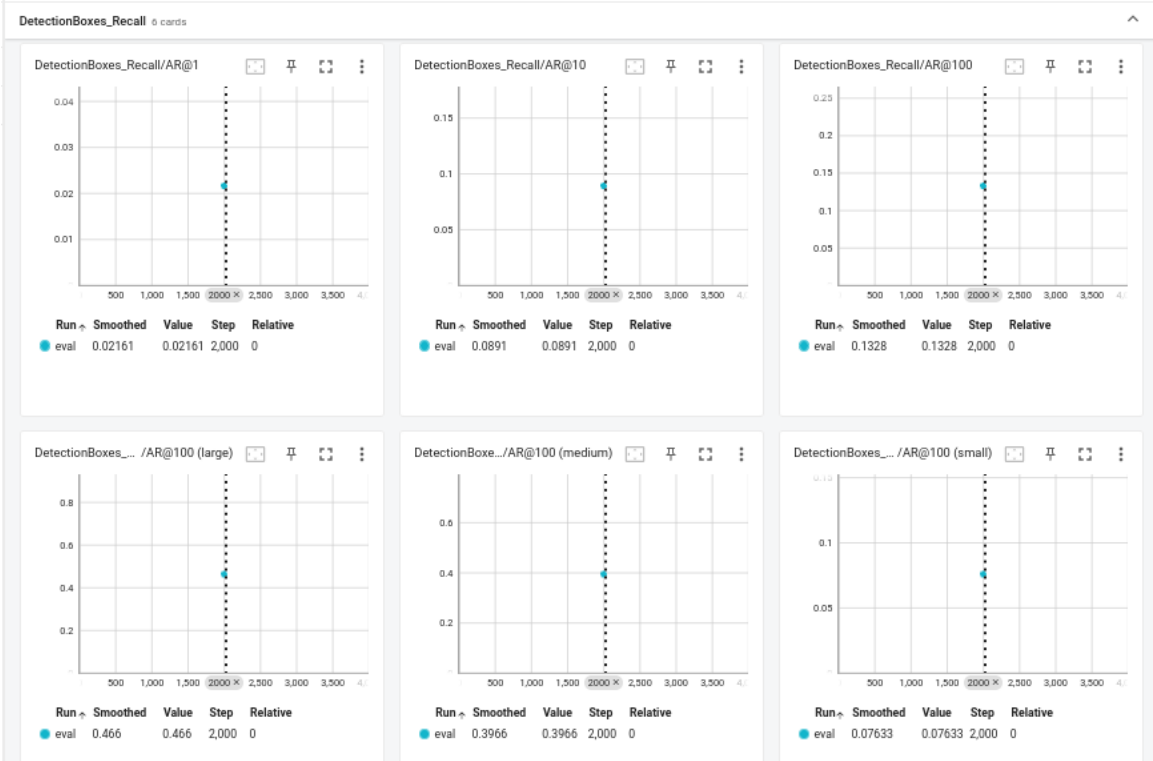 DetectionBoxes_Recall 6 cards
DetectionBoxes_Recall/AR@1
0.04
0.03
0.02
0.01
500 1,000 1,500 2000 × 2,500 3,000 3,500 4,
Run↑ Smoothed Value Step Relative
eval 0.02161 0.02161 2,000 0
DetectionBoxes_Recall/AR@10
0.15
0.1
0.05
500 1,000 1,500 2000 × 2,500 3,000 3,500 4,
Run↑ Smoothed Value Step Relative
eval 0.0891 0.0891 2,000 0
DetectionBoxes_Recall/AR@100
0.25
0.2
0.15
0.1
0.05
500 1,000 1,500 2000 × 2,500 3,000 3,500 4,
Run↑ Smoothed Value Step Relative
eval 0.1328 0.1328 2,000 0
DetectionBoxes_... /AR@100 (large)
0.8
0.6
0.4
0.2
500 1,000 1,500 2000 × 2,500 3,000 3,500 4,
Run↑ Smoothed Value Step Relative
eval 0.466 0.466 2,000 0
DetectionBoxe.../AR@100 (medium)
0.6
0.4
0.2
500 1,000 1,500 2000 × 2,500 3,000 3,500 4,
Run↑ Smoothed Value Step Relative
eval 0.3966 0.3966 2,000 0
DetectionBoxes_... /AR@100 (small)
0.15
0.1
0.05
500 1,000 1,500 2000 × 2,500 3,000 3,500 4,
Run↑ Smoothed Value Step Relative
eval 0.07633 0.07633 2,000 0